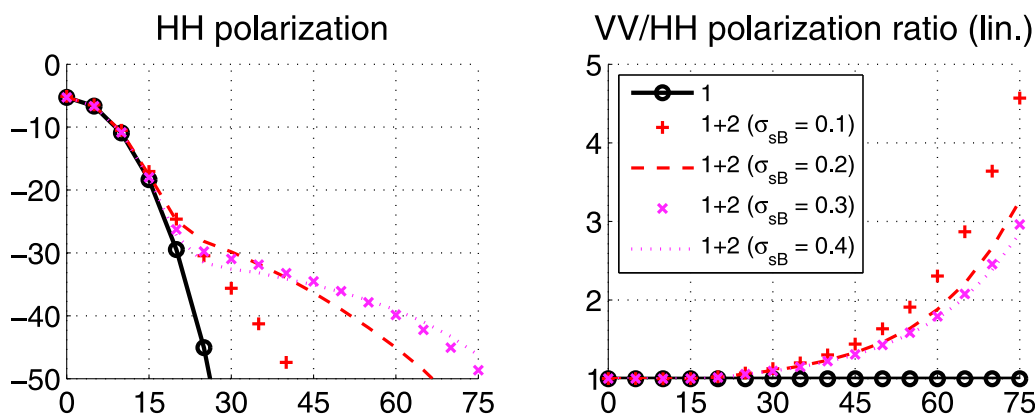 HH polarization
0
−10
−20
−30
−40
−50
0 15 30 45 60 75
VV/HH polarization ratio (lin.)
5
4
3
2
1
0 15 30 45 60 75
1
1+2 (σsB = 0.1)
1+2 (σsB = 0.2)
1+2 (σsB = 0.3)
1+2 (σsB = 0.4)